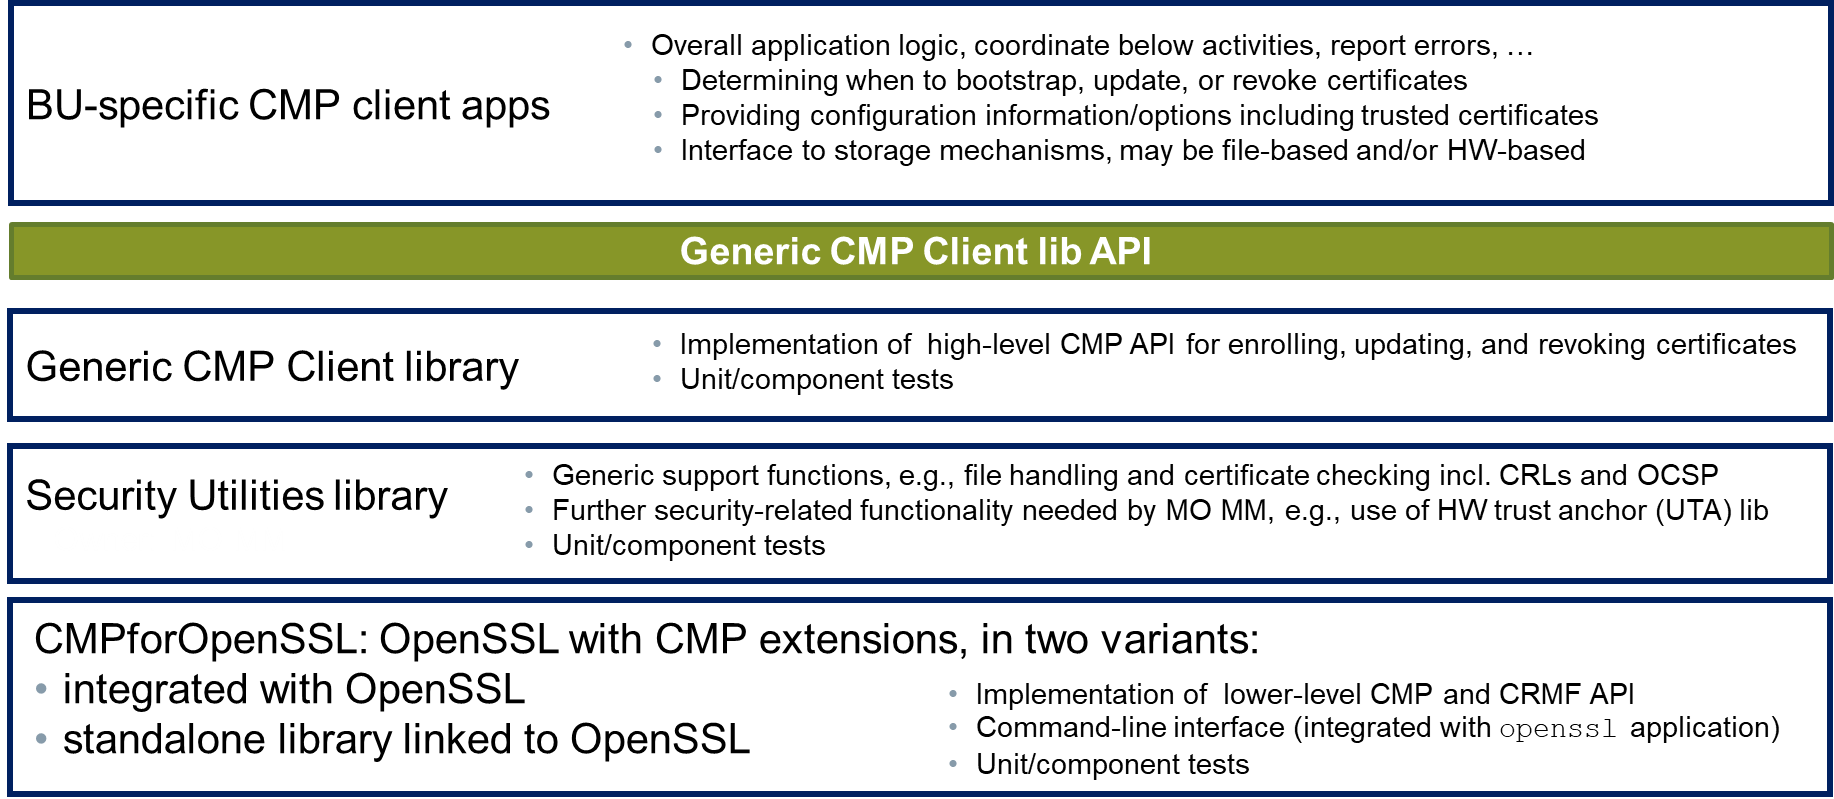 BU-specific CMP client apps
• Overall application logic, coordinate below activities, report errors, …
• Determining when to bootstrap, update, or revoke certificates
• Providing configuration information/options including trusted certificates
• Interface to storage mechanisms, may be file-based and/or HW-based
Generic CMP Client lib API
Generic CMP Client library
• Implementation of high-level CMP API for enrolling, updating, and revoking certificates
• Unit/component tests
Security Utilities library
• Generic support functions, e.g., file handling and certificate checking incl. CRLs and OCSP
• Further security-related functionality needed by MO MM, e.g., use of HW trust anchor (UTA) lib
• Unit/component tests
CMPforOpenSSL: OpenSSL with CMP extensions, in two variants:
• integrated with OpenSSL
• standalone library linked to OpenSSL
• Implementation of lower-level CMP and CRMF API
• Command-line interface (integrated with openssl application)
• Unit/component tests